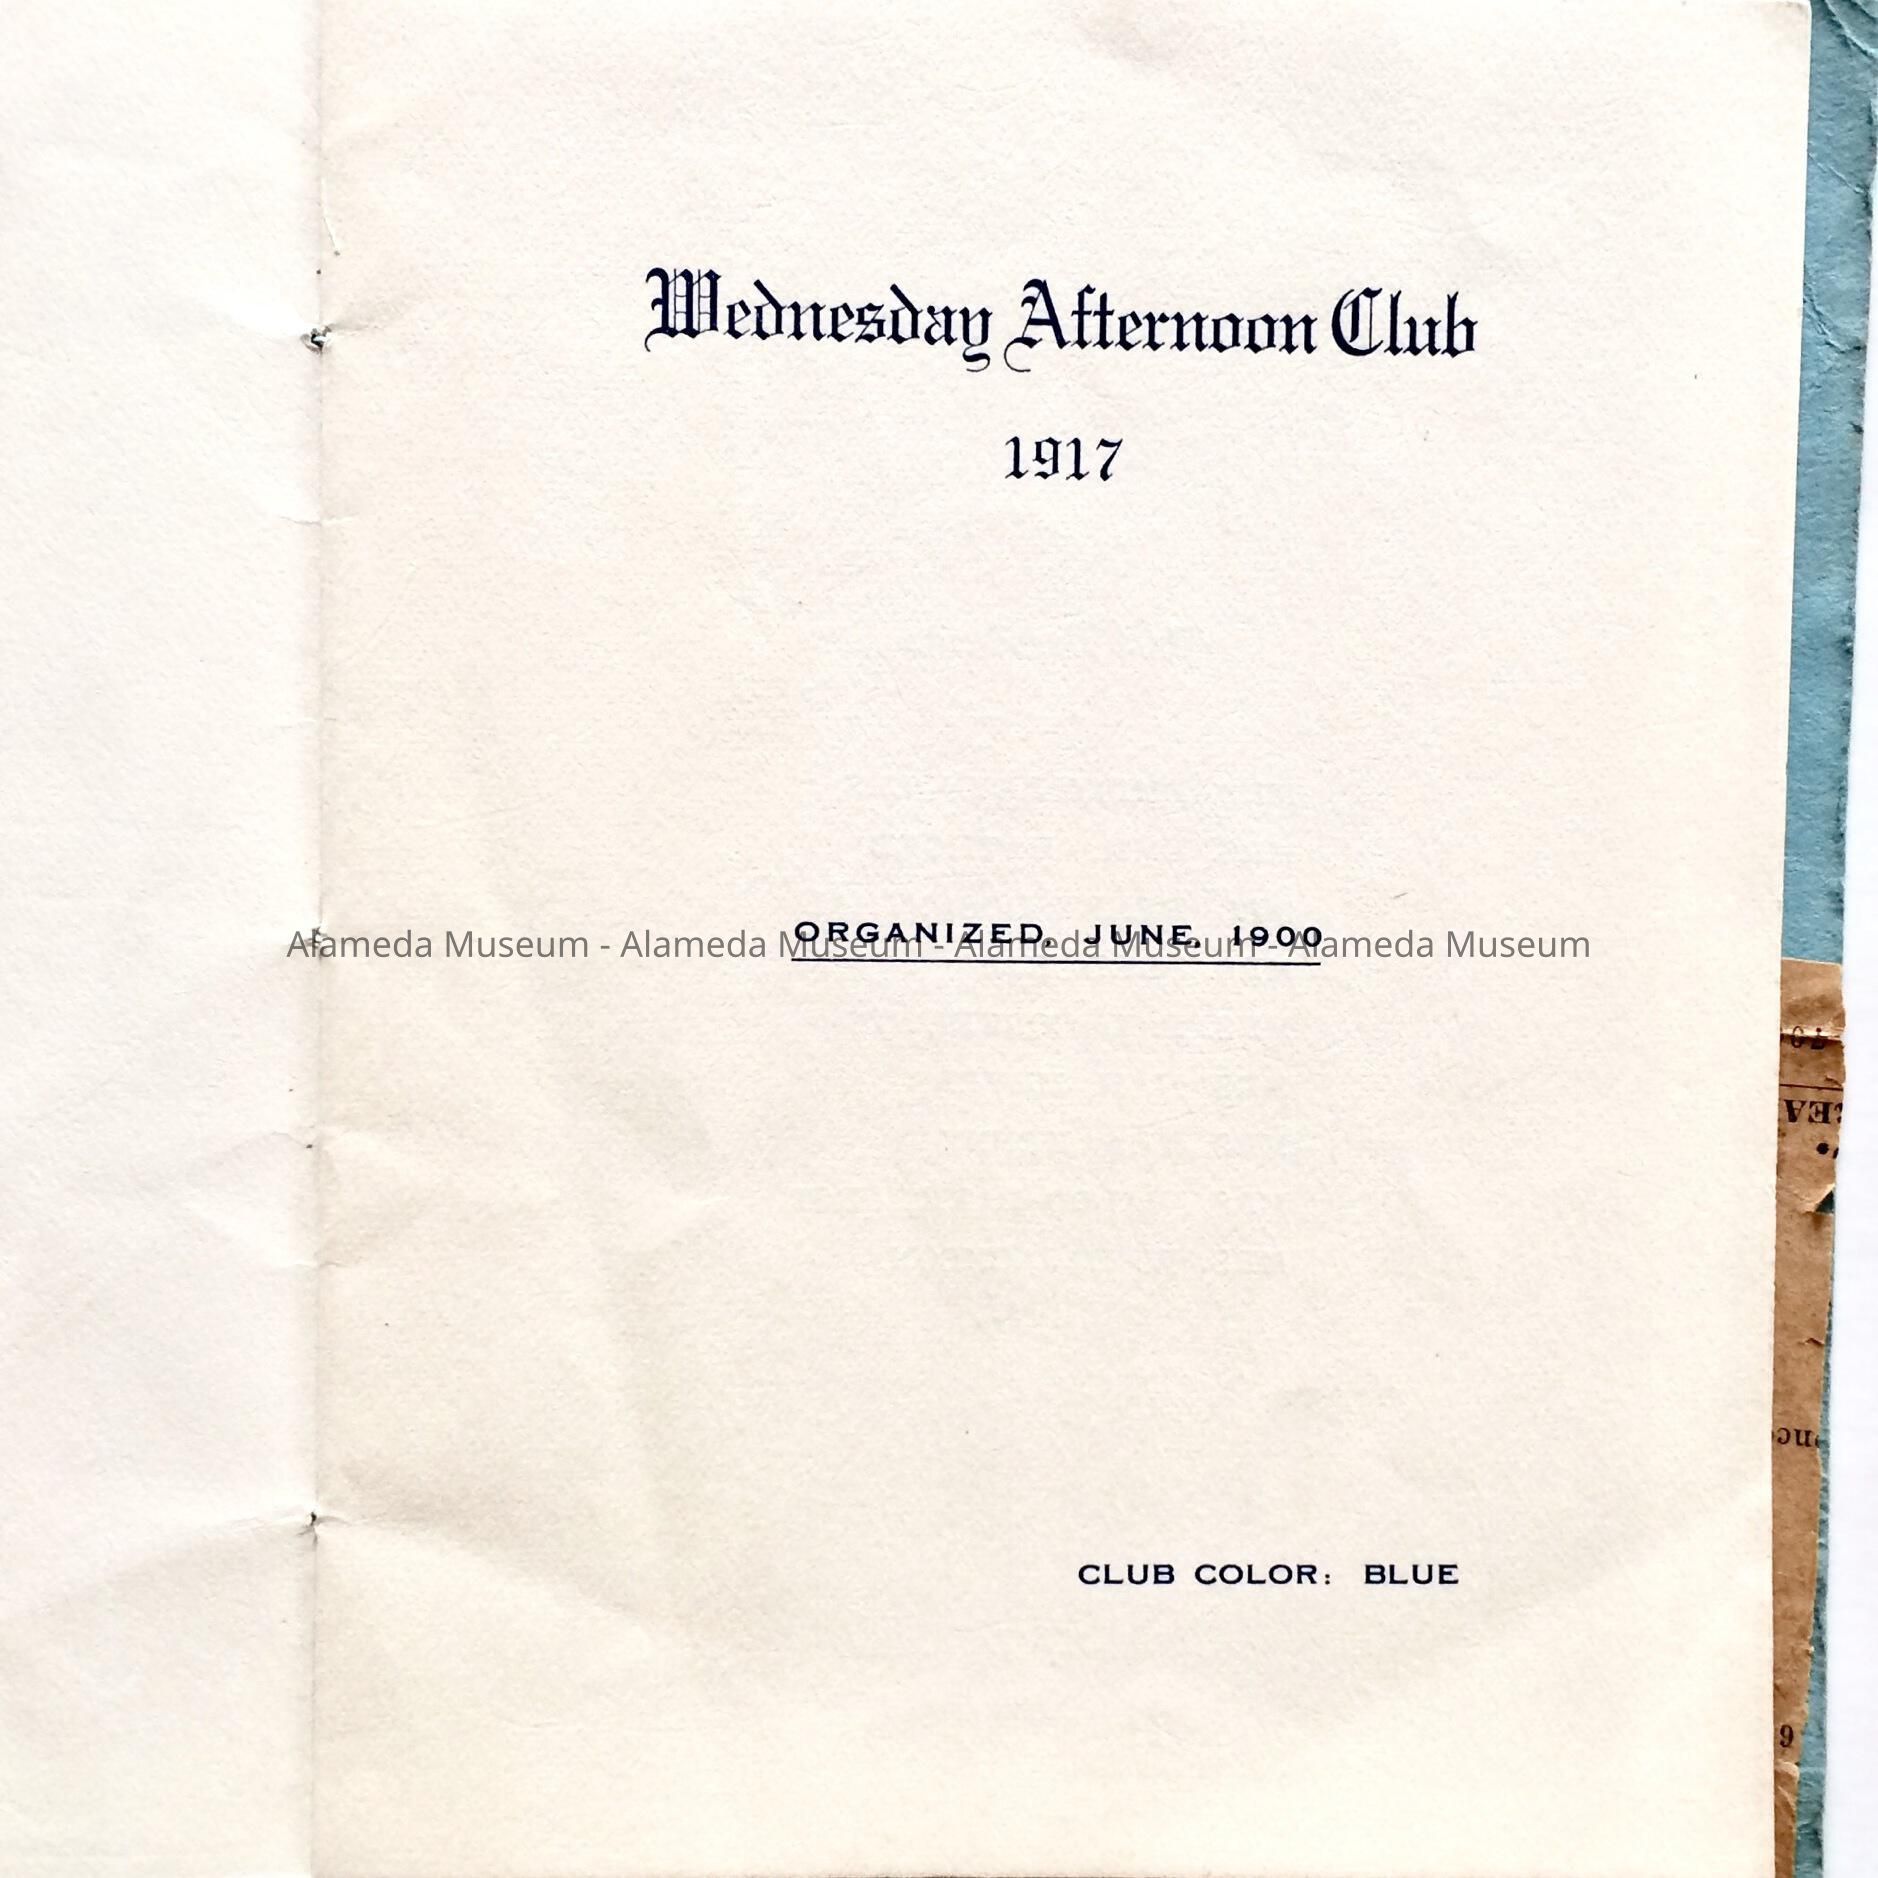 Wednesday Afternoon Club
1917
ORGANIZED, JUNE, 1900
Alameda Museum - Alameda Museum - Alameda Museum - Alameda Museum
CLUB COLOR: BLUE